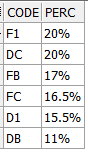 CODE PERC
F1 20%
DC 20%
FB 17%
FC 16.5%
D1 15.5%
DB 11%